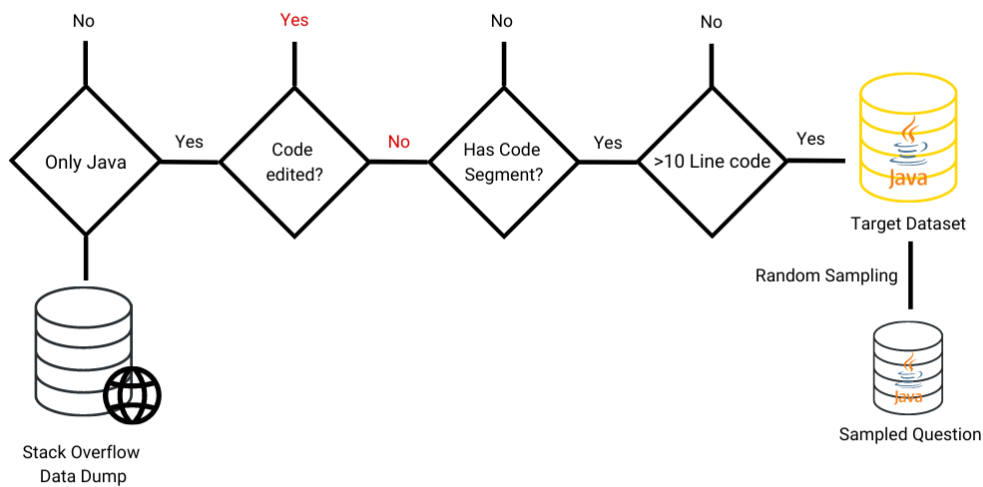 No
Yes
No
No
Only Java
Yes
Code
edited?
No
Has Code
Segment?
Yes
>10 Line code
Yes
Java
Target Dataset
Random Sampling
Java
Sampled Question
Stack Overflow
Data Dump